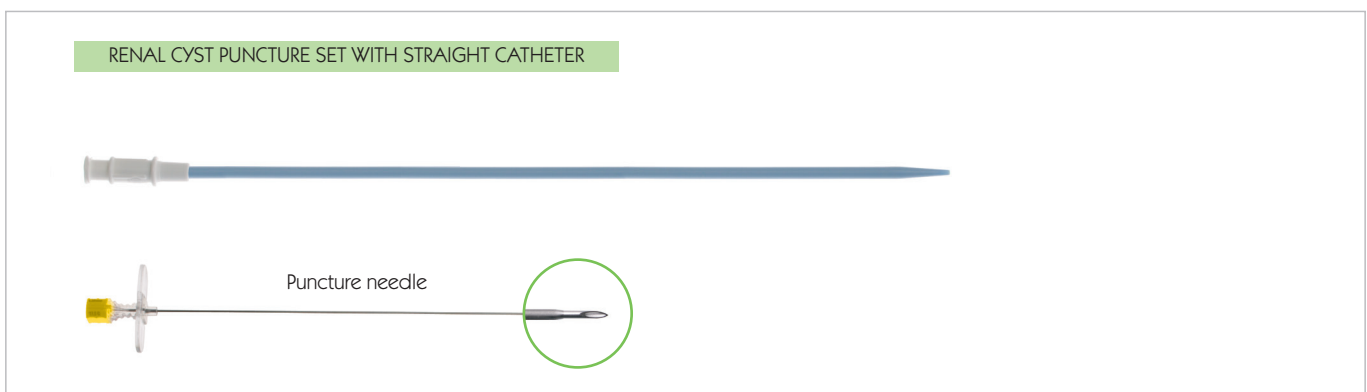 RENAL CYST PUNCTURE SET WITH STRAIGHT CATHETER
Puncture needle